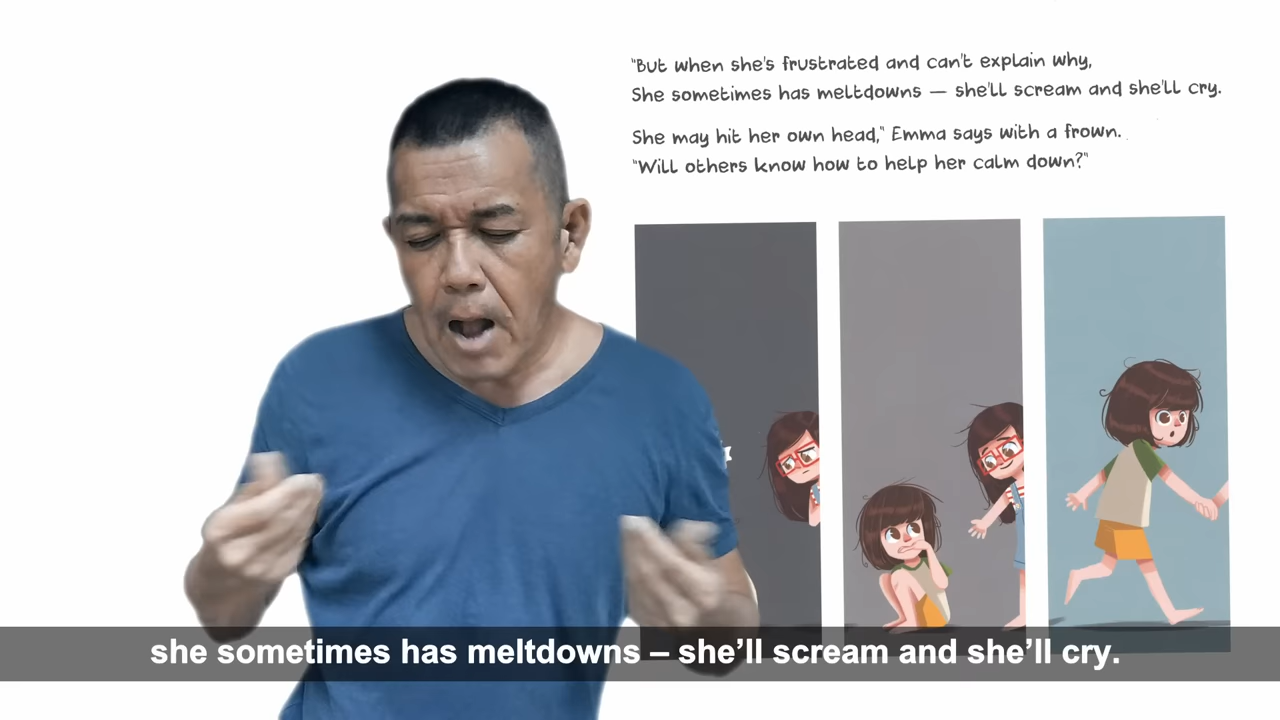 "But when she's frustrated and can't explain why,
She sometimes has meltdowns — she'll scream and she'll cry.
She may hit her own head," Emma says with a frown.
"Will others know how to help her calm down?"
she sometimes has meltdowns – she’ll scream and she’ll cry.